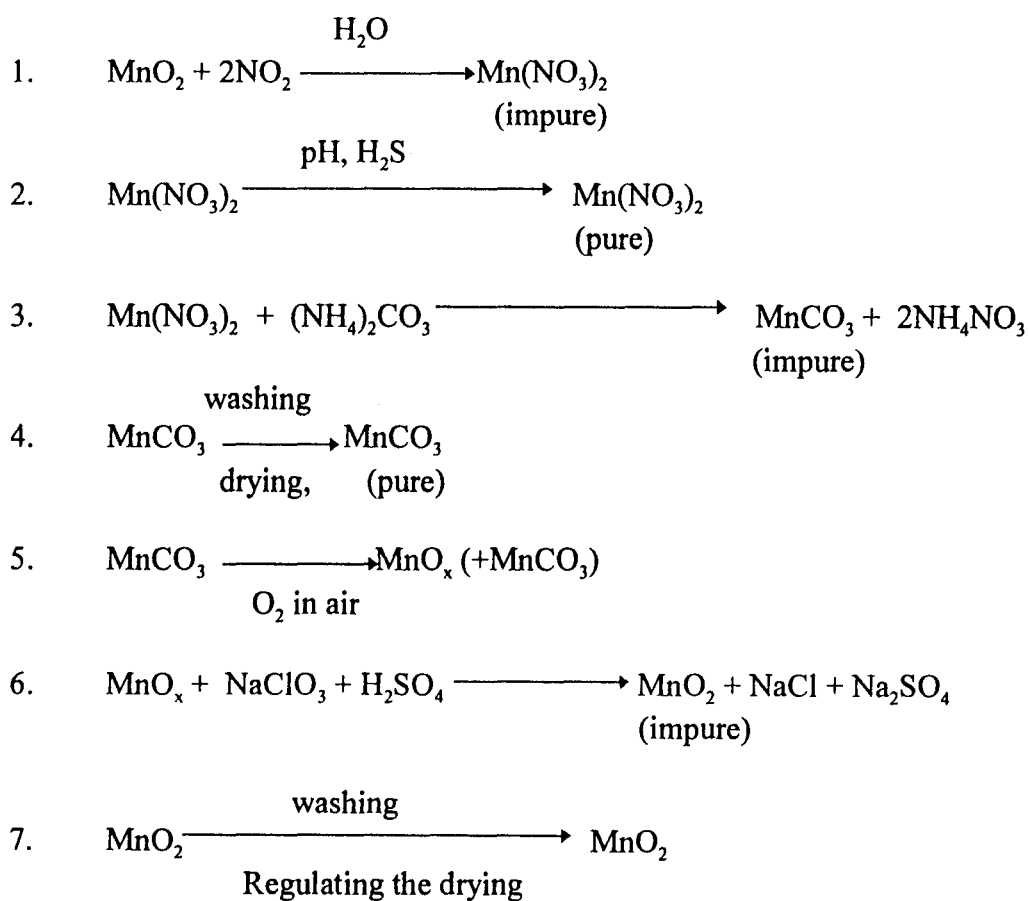 H₂O
1. MnO₂ + 2NO₂ ⟶ Mn(NO₃)₂
(impure)
pH, H₂S
2. Mn(NO₃)₂ ⟶ Mn(NO₃)₂
(pure)
3. Mn(NO₃)₂ + (NH₄)₂CO₃ ⟶ MnCO₃ + 2NH₄NO₃
(impure)
washing
4. MnCO₃ ⟶ MnCO₃
drying, (pure)
5. MnCO₃ ⟶ MnOₓ (+MnCO₃)
O₂ in air
6. MnOₓ + NaClO₃ + H₂SO₄ ⟶ MnO₂ + NaCl + Na₂SO₄
(impure)
washing
7. MnO₂ ⟶ MnO₂
Regulating the drying